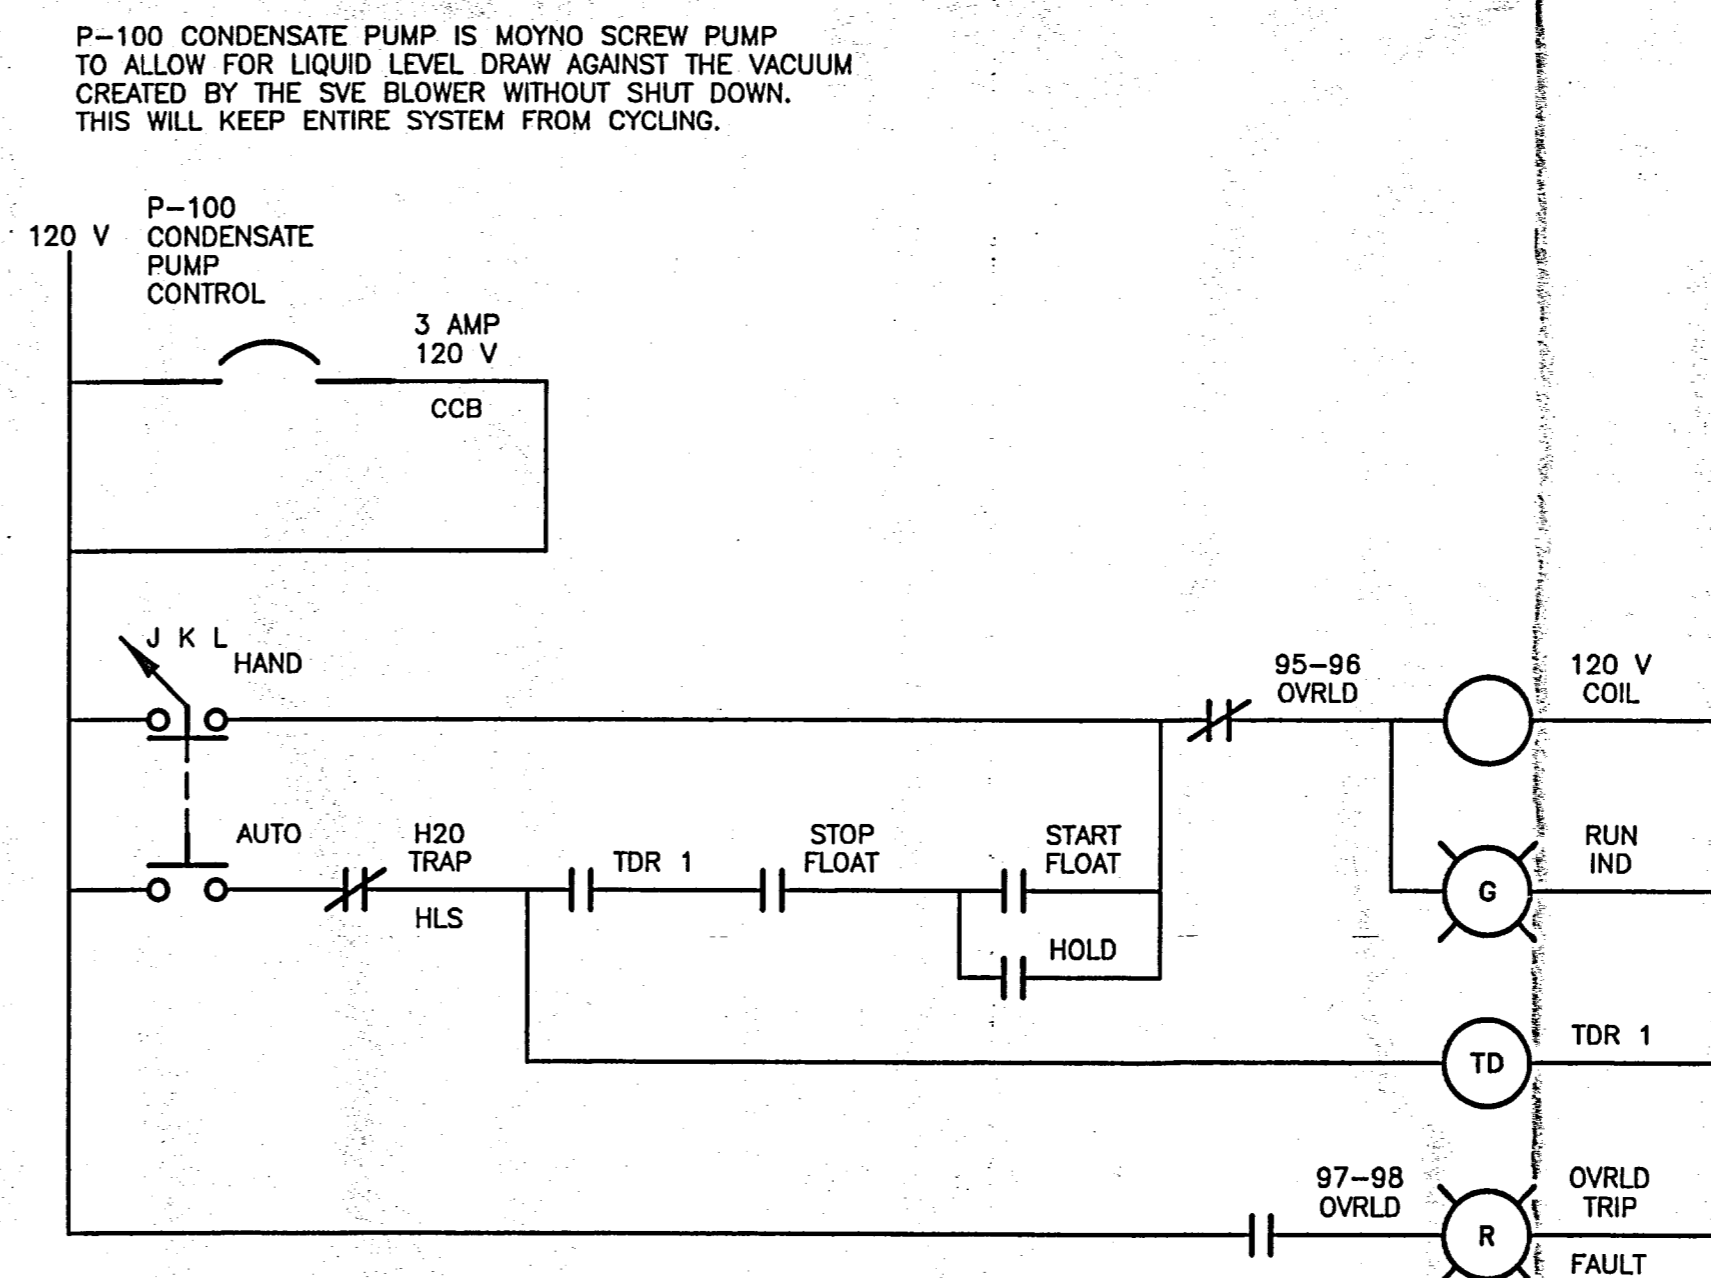 P-100 CONDENSATE PUMP IS MOYNO SCREW PUMP
TO ALLOW FOR LIQUID LEVEL DRAW AGAINST THE VACUUM
CREATED BY THE SVE BLOWER WITHOUT SHUT DOWN.
THIS WILL KEEP ENTIRE SYSTEM FROM CYCLING.
120 V
P-100
CONDENSATE
PUMP
CONTROL
3 AMP
120 V
CCB
J K L
HAND
95-96
OVRLD
120 V
COIL
AUTO
H20
TRAP
HLS
TDR 1
STOP
FLOAT
START
FLOAT
HOLD
G
RUN
IND
TD
TDR 1
97-98
OVRLD
R
OVRLD
TRIP
FAULT